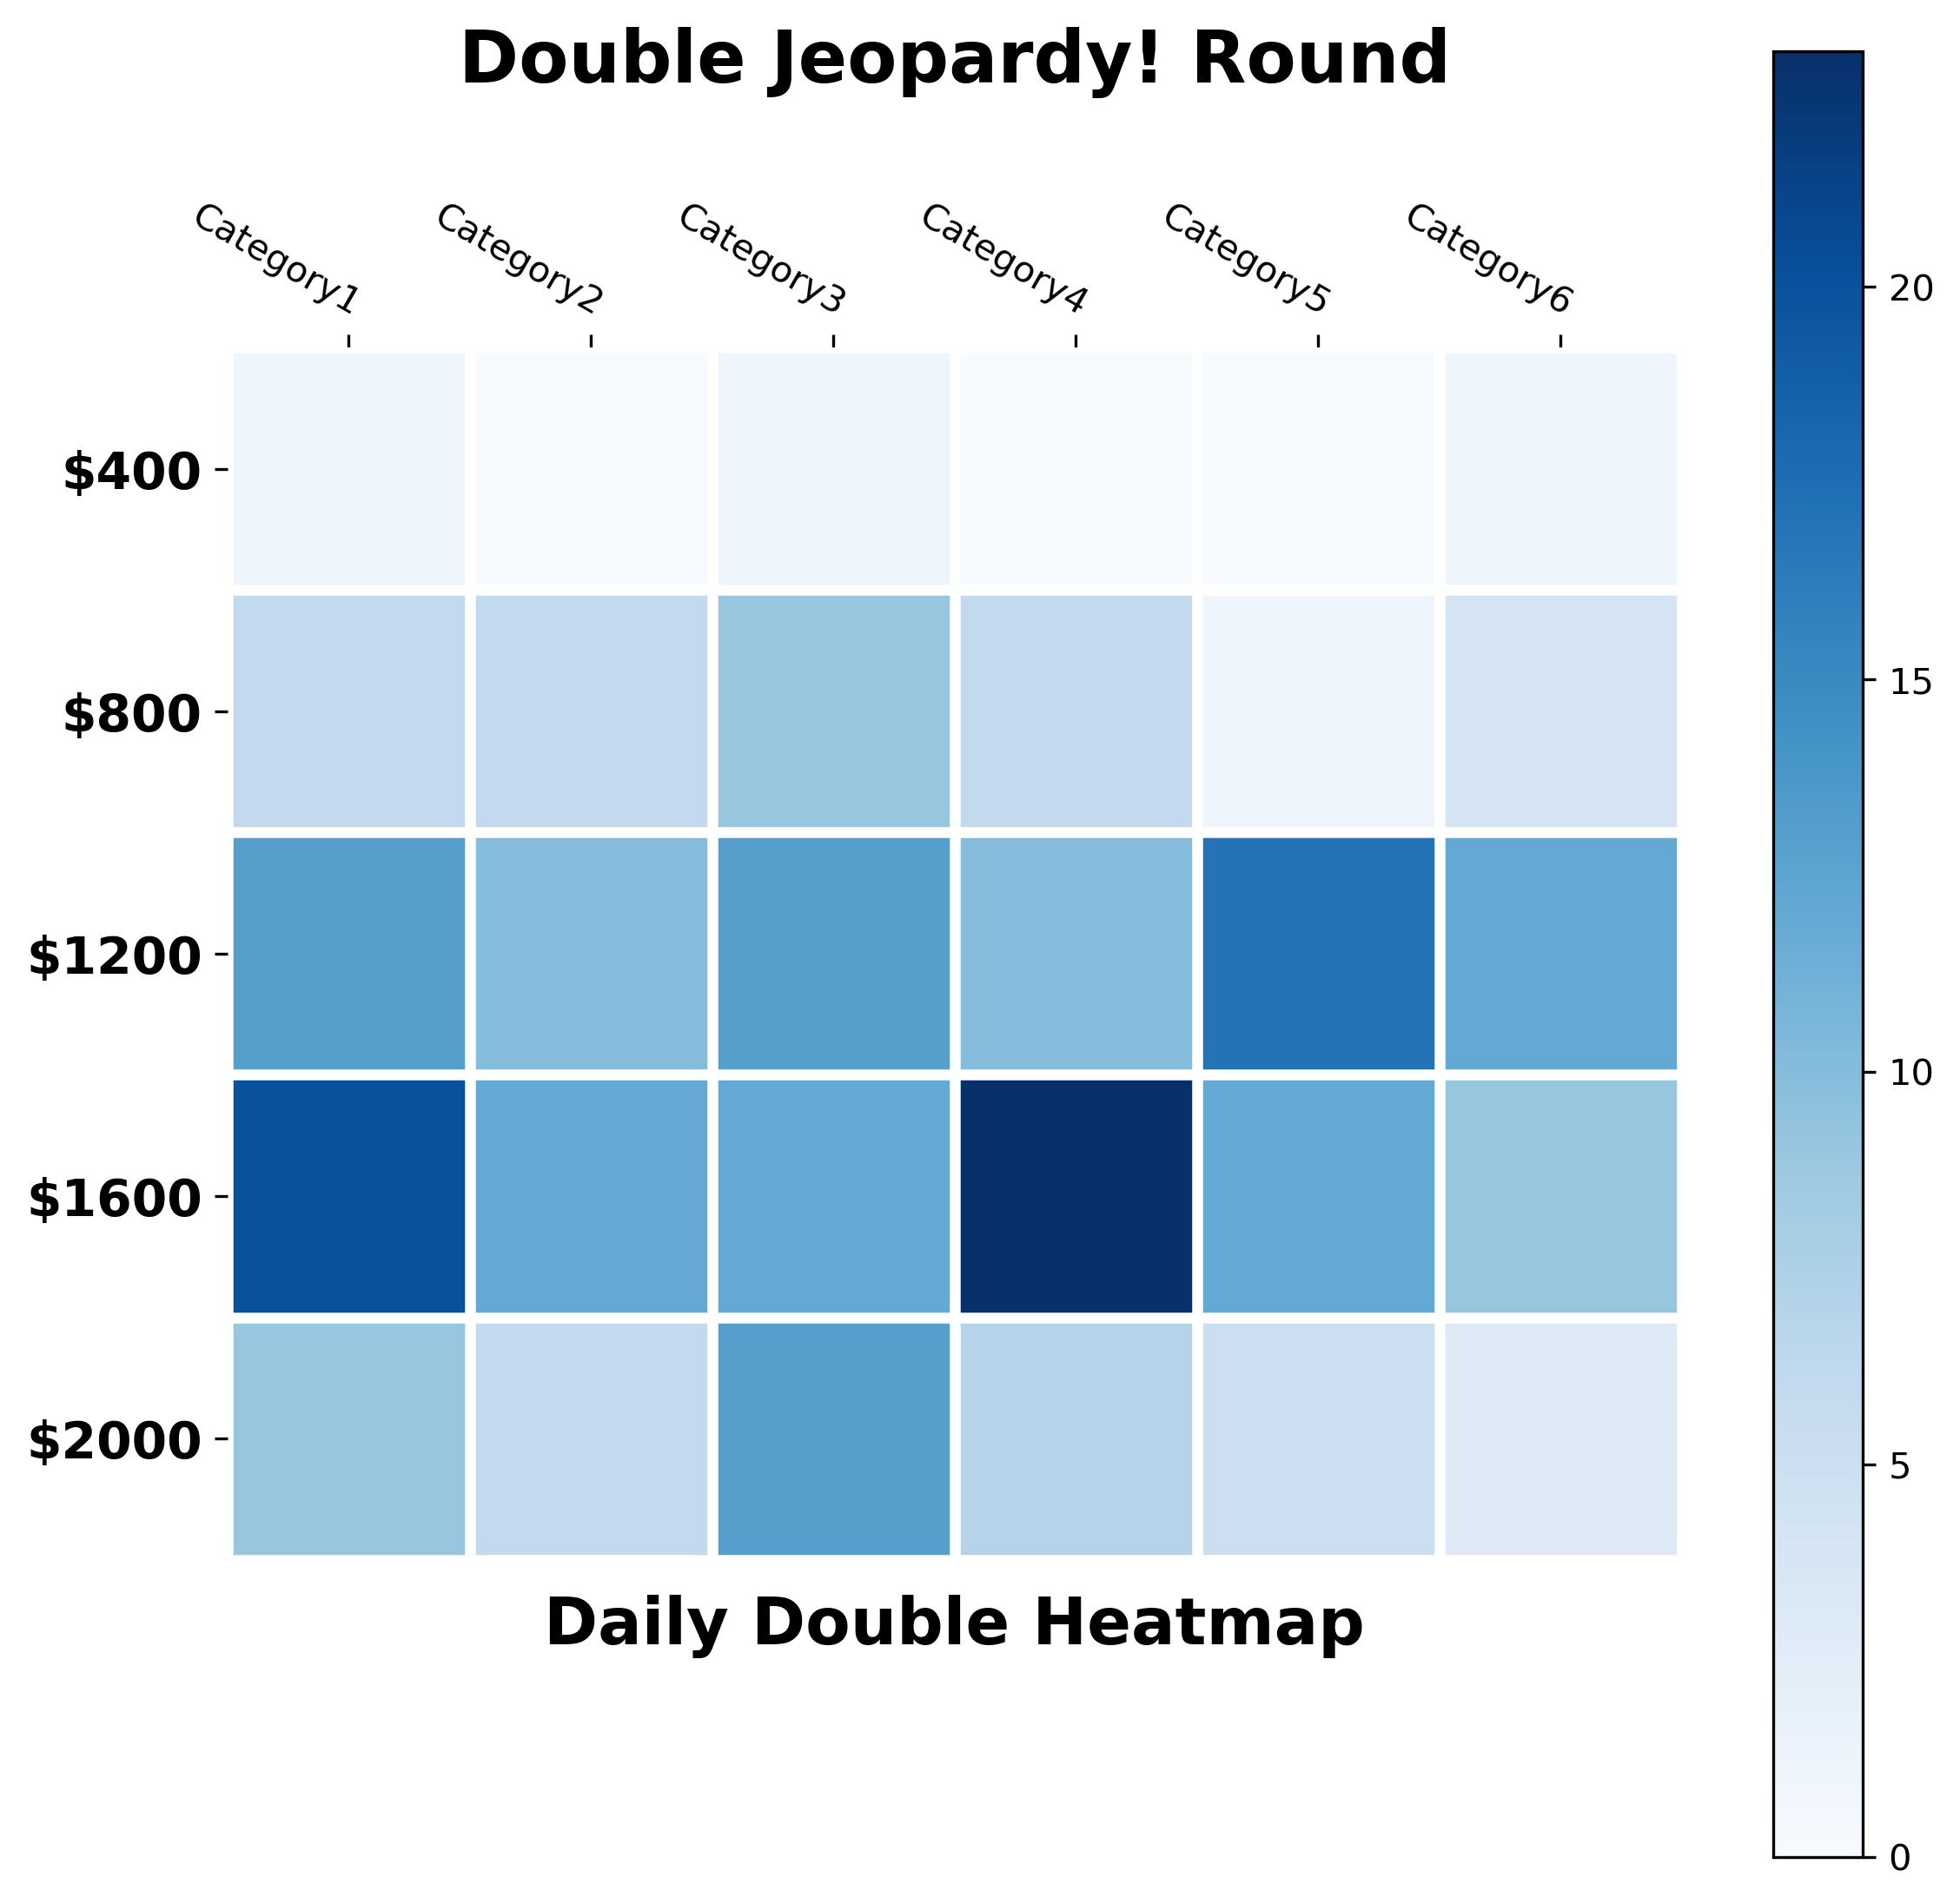 Double Jeopardy! Round
Category1
Category2
Category3
Category4
Category5
Category6
$400
$800
$1200
$1600
$2000
Daily Double Heatmap
20
15
10
5
0